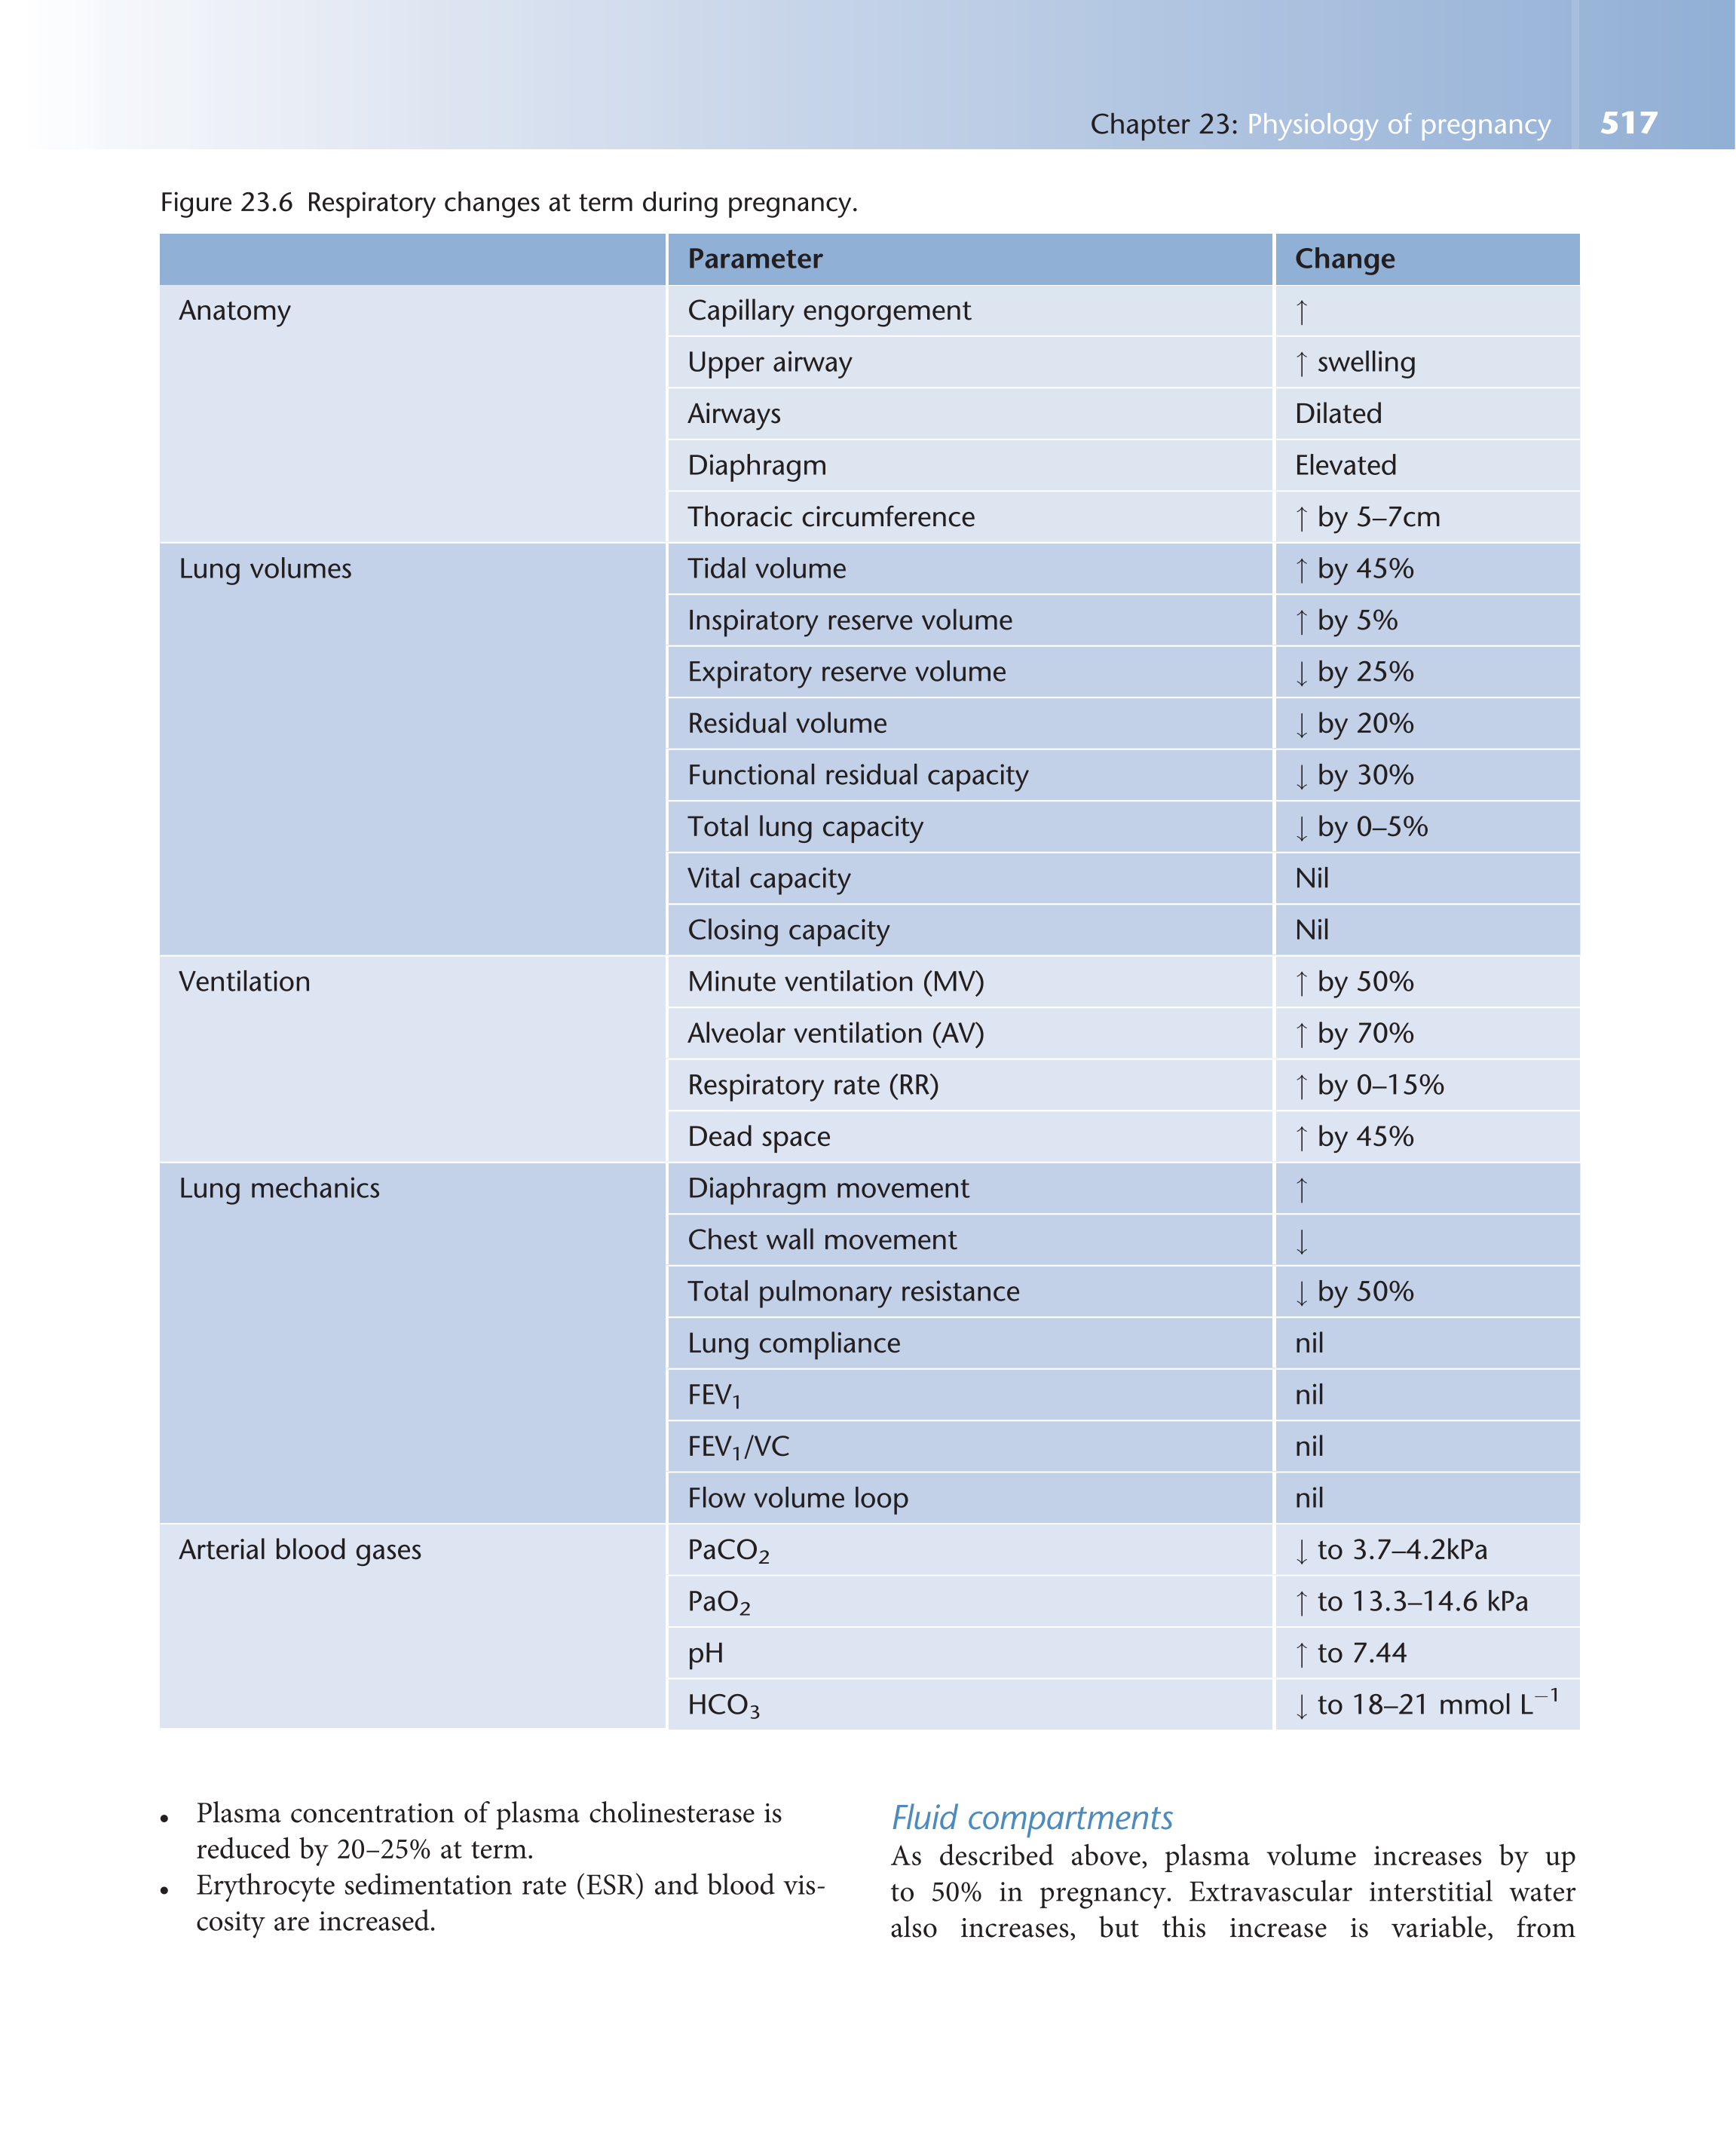 Chapter 23: Physiology of pregnancy 517
Figure 23.6 Respiratory changes at term during pregnancy.
Parameter Change
Anatomy Capillary engorgement ↑
Upper airway ↑ swelling
Airways Dilated
Diaphragm Elevated
Thoracic circumference ↑ by 5–7cm
Lung volumes Tidal volume ↑ by 45%
Inspiratory reserve volume ↑ by 5%
Expiratory reserve volume ↓ by 25%
Residual volume ↓ by 20%
Functional residual capacity ↓ by 30%
Total lung capacity ↓ by 0–5%
Vital capacity Nil
Closing capacity Nil
Ventilation Minute ventilation (MV) ↑ by 50%
Alveolar ventilation (AV) ↑ by 70%
Respiratory rate (RR) ↑ by 0–15%
Dead space ↑ by 45%
Lung mechanics Diaphragm movement ↑
Chest wall movement ↓
Total pulmonary resistance ↓ by 50%
Lung compliance nil
FEV₁ nil
FEV₁/VC nil
Flow volume loop nil
Arterial blood gases PaCO₂ ↓ to 3.7–4.2kPa
PaO₂ ↑ to 13.3–14.6 kPa
pH ↑ to 7.44
HCO₃ ↓ to 18–21 mmol L⁻¹
• Plasma concentration of plasma cholinesterase is
reduced by 20–25% at term.
• Erythrocyte sedimentation rate (ESR) and blood vis-
cosity are increased.
Fluid compartments
As described above, plasma volume increases by up
to 50% in pregnancy. Extravascular interstitial water
also increases, but this increase is variable, from